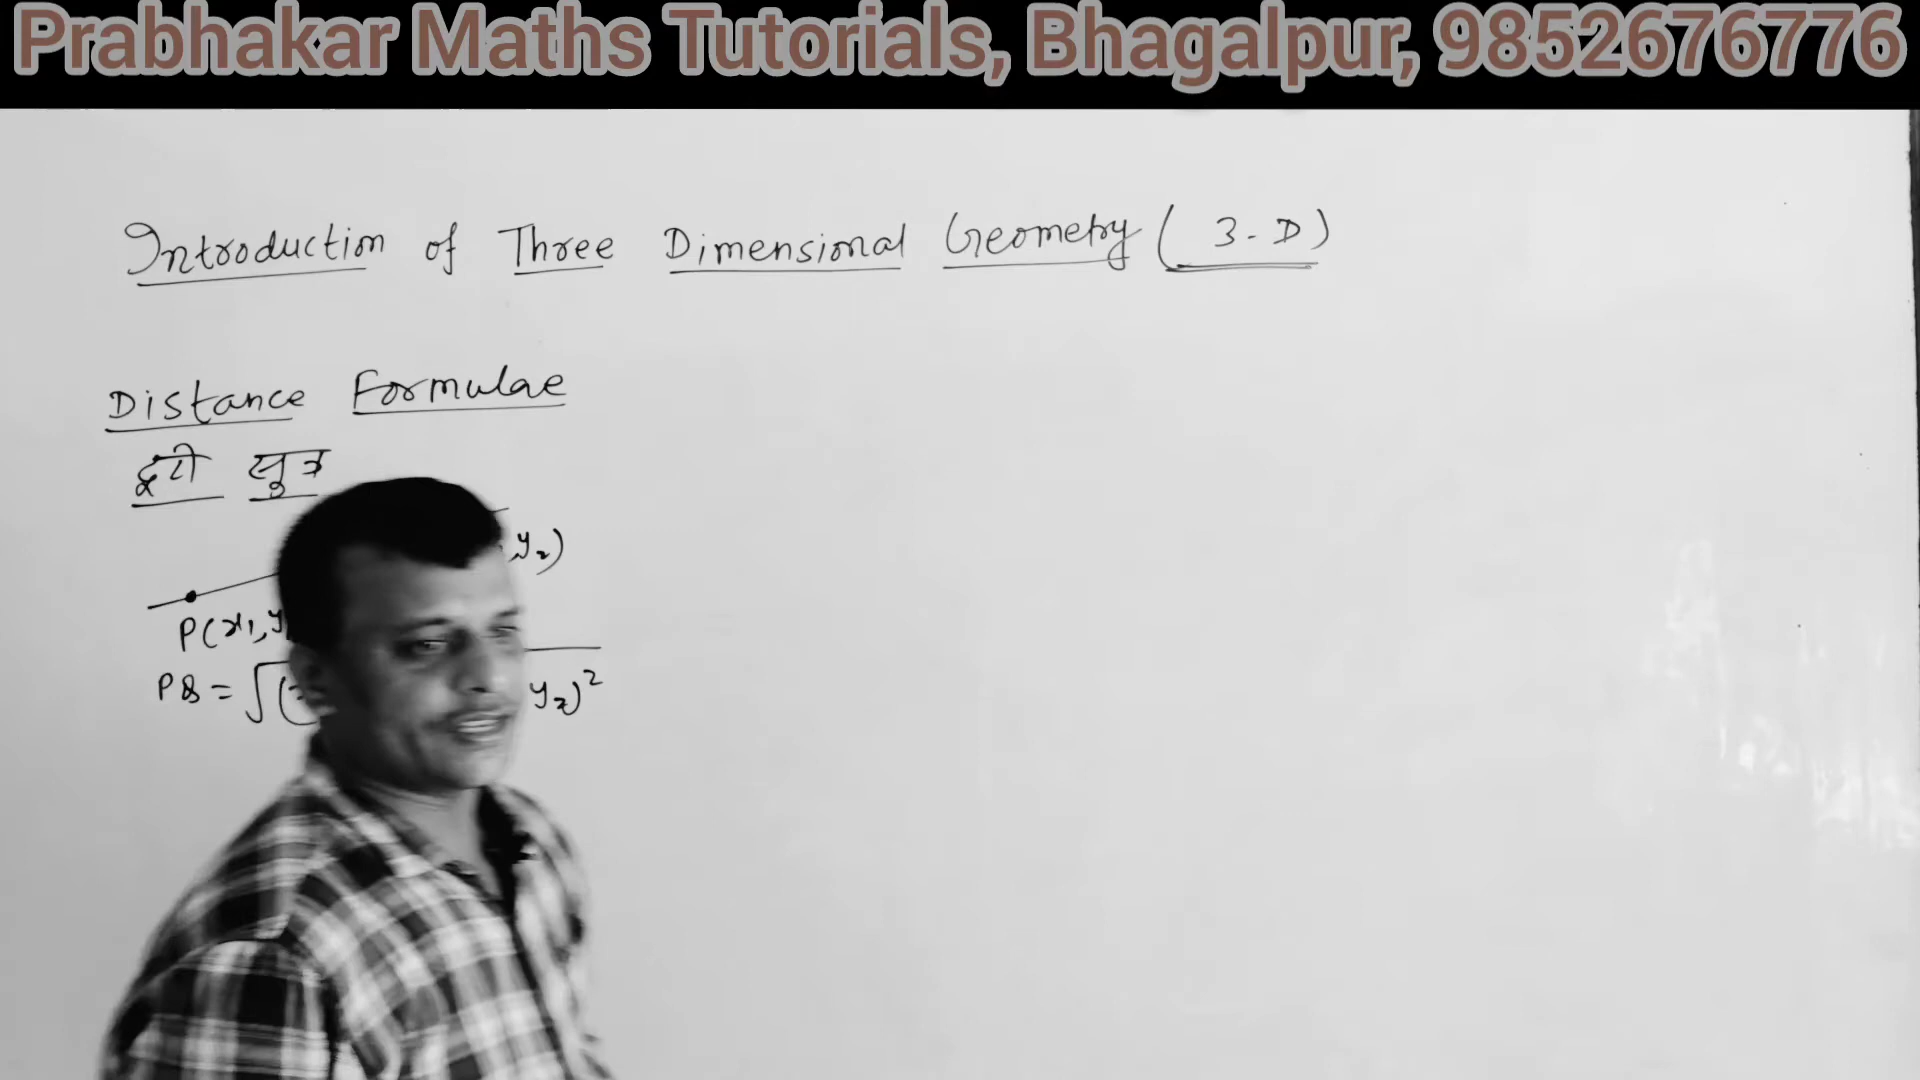 Prabhakar Maths Tutorials, Bhagalpur, 9852676776
Introduction of Three Dimensional Geometry ( 3-D )
Distance Formulae
दूरी सूत्र
,y₂)
P(x₁,y
PQ = √(
y₂)²